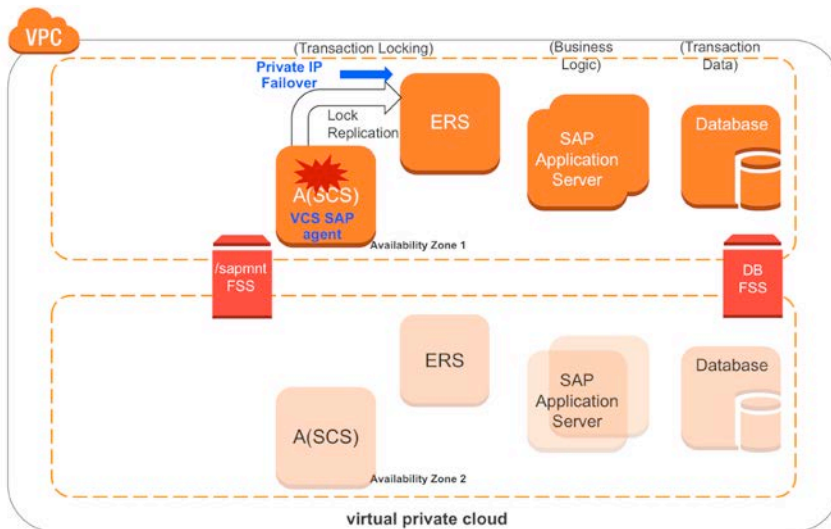 VPC
(Transaction Locking)
(Business
Logic)
(Transaction
Data)
Private IP
Failover
Lock
Replication
ERS
SAP
Application
Server
Database
A(SCS)
VCS SAP
agent
Availability Zone 1
/sapmnt
FSS
DB
FSS
ERS
SAP
Application
Server
Database
A(SCS)
Availability Zone 2
virtual private cloud